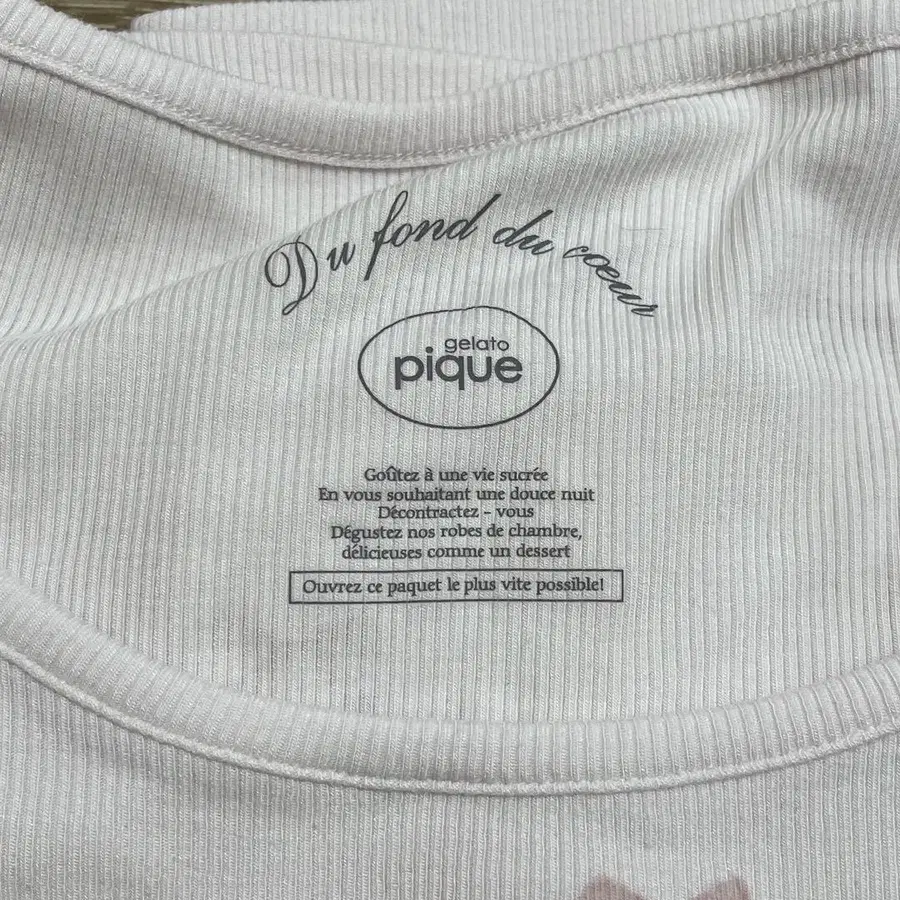 Du fond du coeur
gelato
pique
Goûtez à une vie sucrée
En vous souhaitant une douce nuit
Décontractez - vous
Dégustez nos robes de chambre,
délicieuses comme un dessert
Ouvrez ce paquet le plus vite possible!